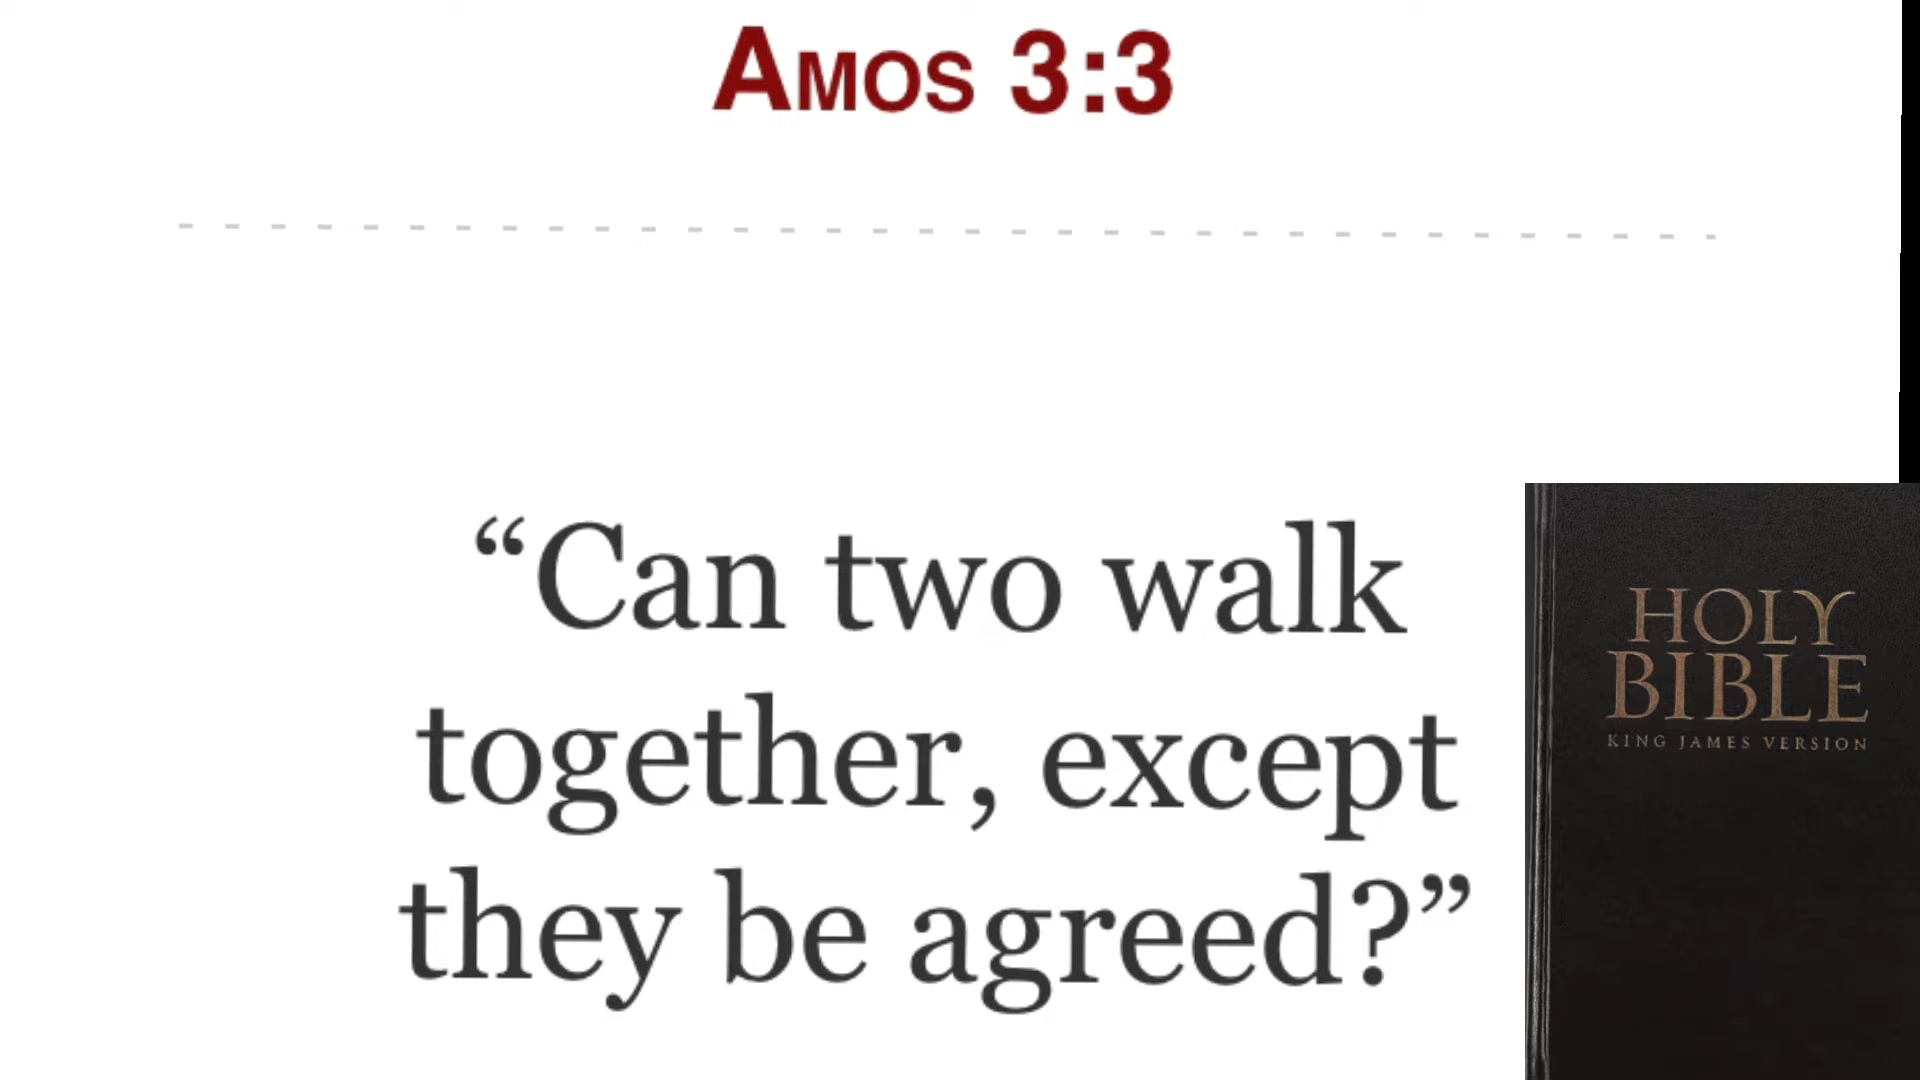 AMOS 3:3
“Can two walk
together, except
they be agreed?”
HOLY
BIBLE
KING JAMES VERSION